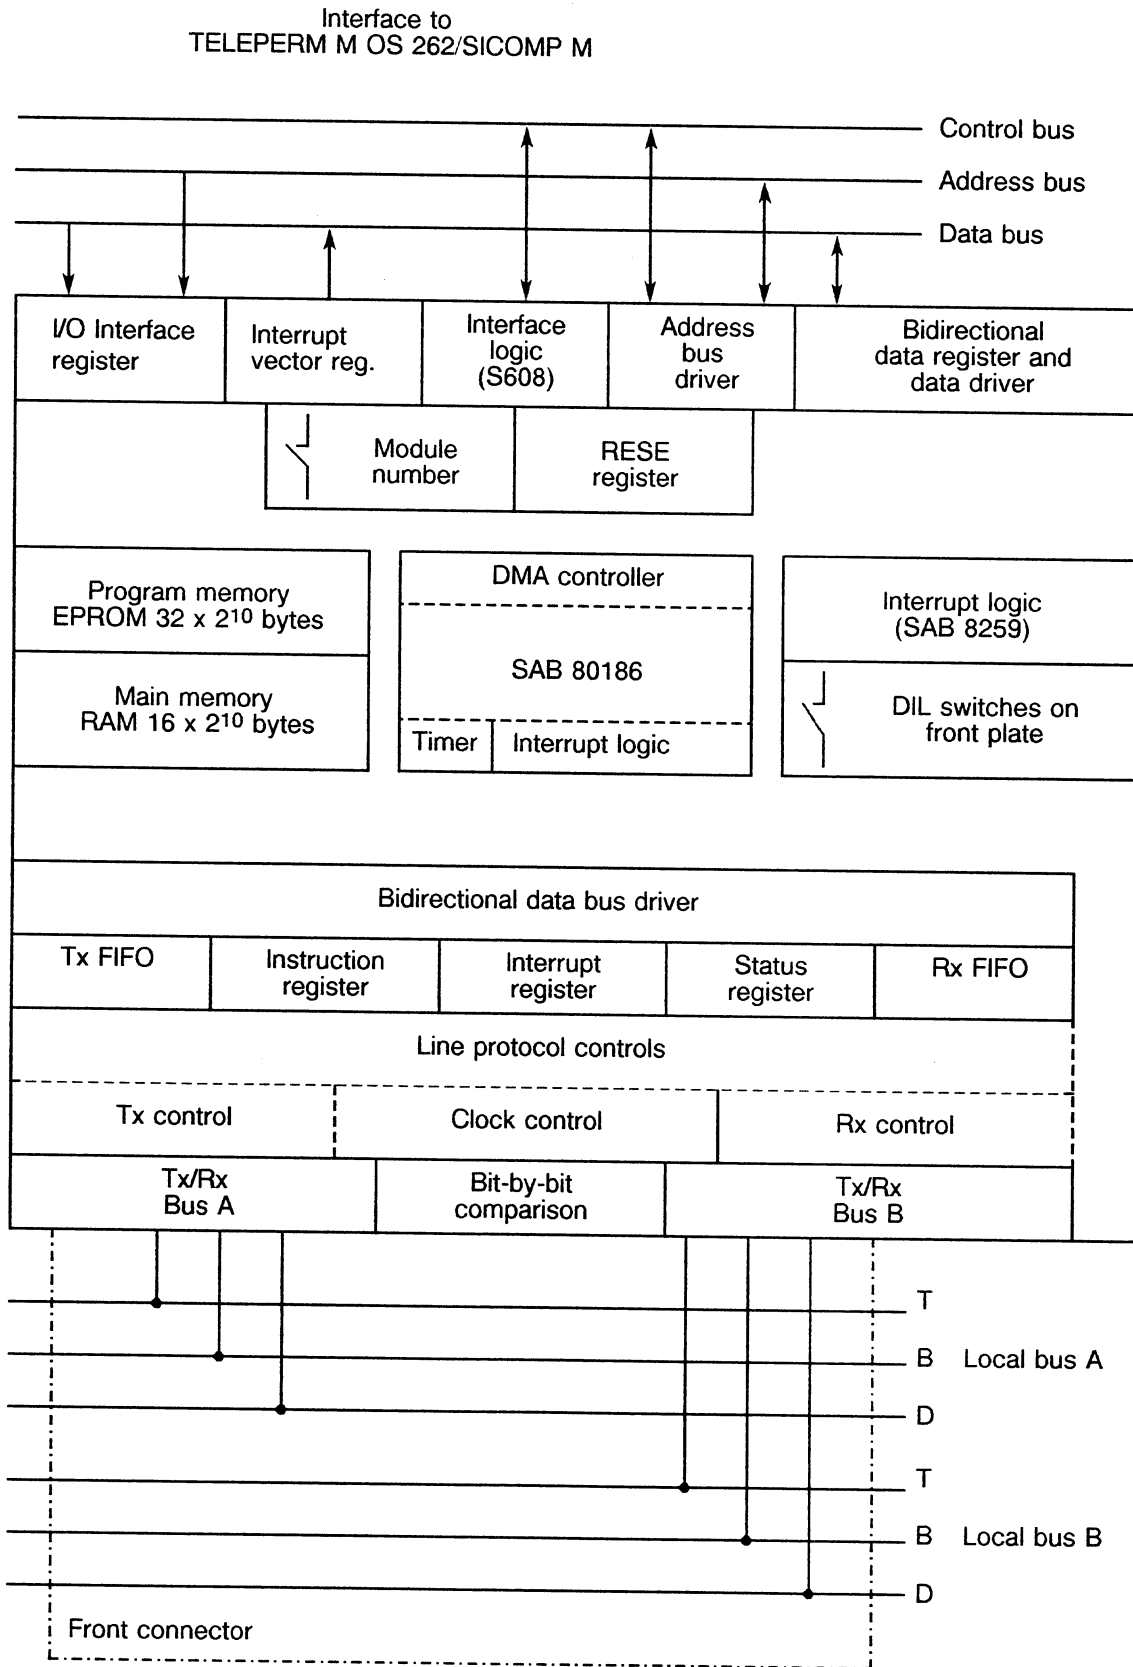 Interface to
TELEPERM M OS 262/SICOMP M
Control bus
Address bus
Data bus
I/O Interface
register
Interrupt
vector reg.
Interface
logic
(S608)
Address
bus
driver
Bidirectional
data register and
data driver
Module
number
RESE
register
Program memory
EPROM 32 x 2¹⁰ bytes
Main memory
RAM 16 x 2¹⁰ bytes
DMA controller
SAB 80186
Timer
Interrupt logic
Interrupt logic
(SAB 8259)
DIL switches on
front plate
Bidirectional data bus driver
Tx FIFO
Instruction
register
Interrupt
register
Status
register
Rx FIFO
Line protocol controls
Tx control
Clock control
Rx control
Tx/Rx
Bus A
Bit-by-bit
comparison
Tx/Rx
Bus B
T
B Local bus A
D
T
B Local bus B
D
Front connector